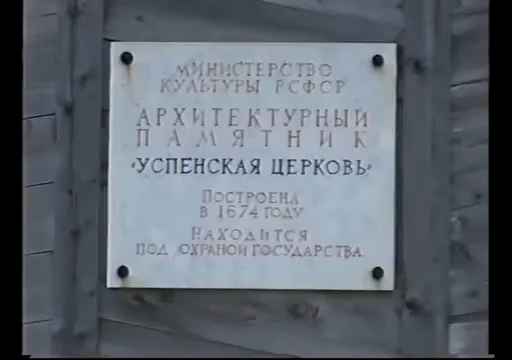 МИНИСТЕРСТВО
КУЛЬТУРЫ РСФСР
АРХИТЕКТУРНЫЙ
ПАМЯТНИК
"УСПЕНСКАЯ ЦЕРКОВЬ"
ПОСТРОЕНА
В 1674 ГОДУ
НАХОДИТСЯ
ПОД ОХРАНОЙ ГОСУДАРСТВА.